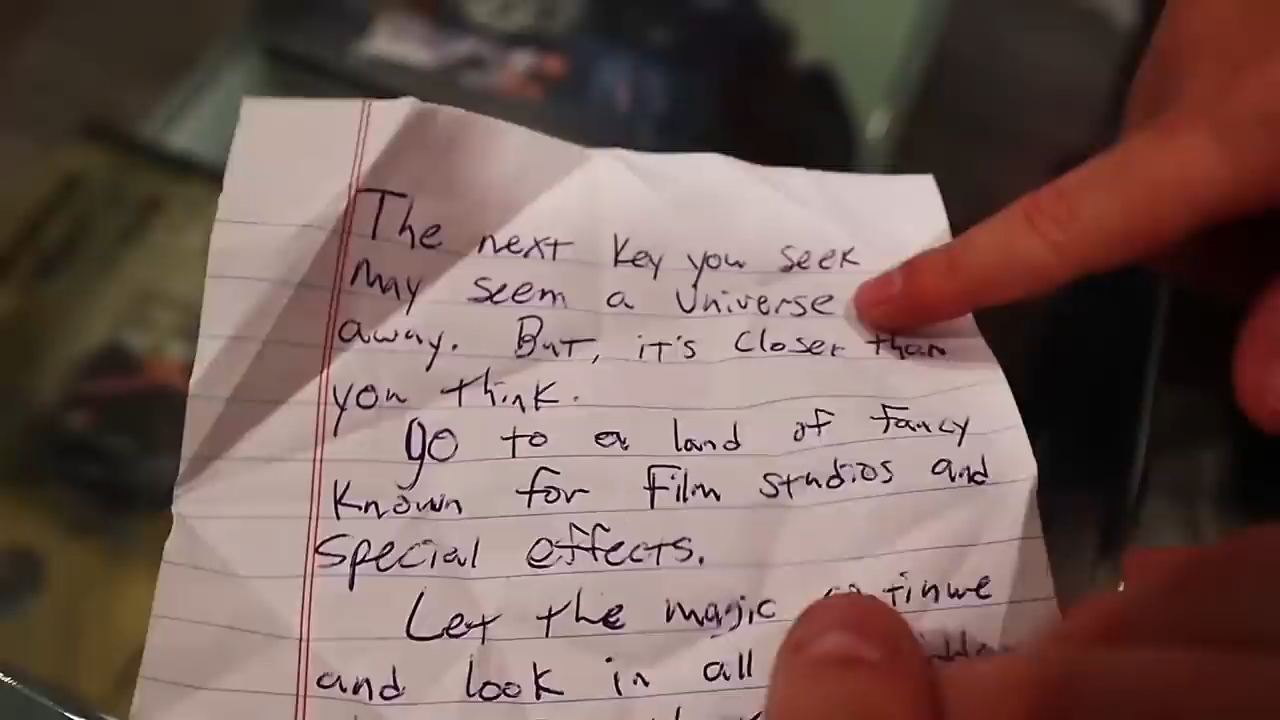 The next key you seek
may seem a Universe
away. But, it's closer than
you think.
go to a land of fancy
known for film studios and
special effects.
Let the magic continue
and look in all